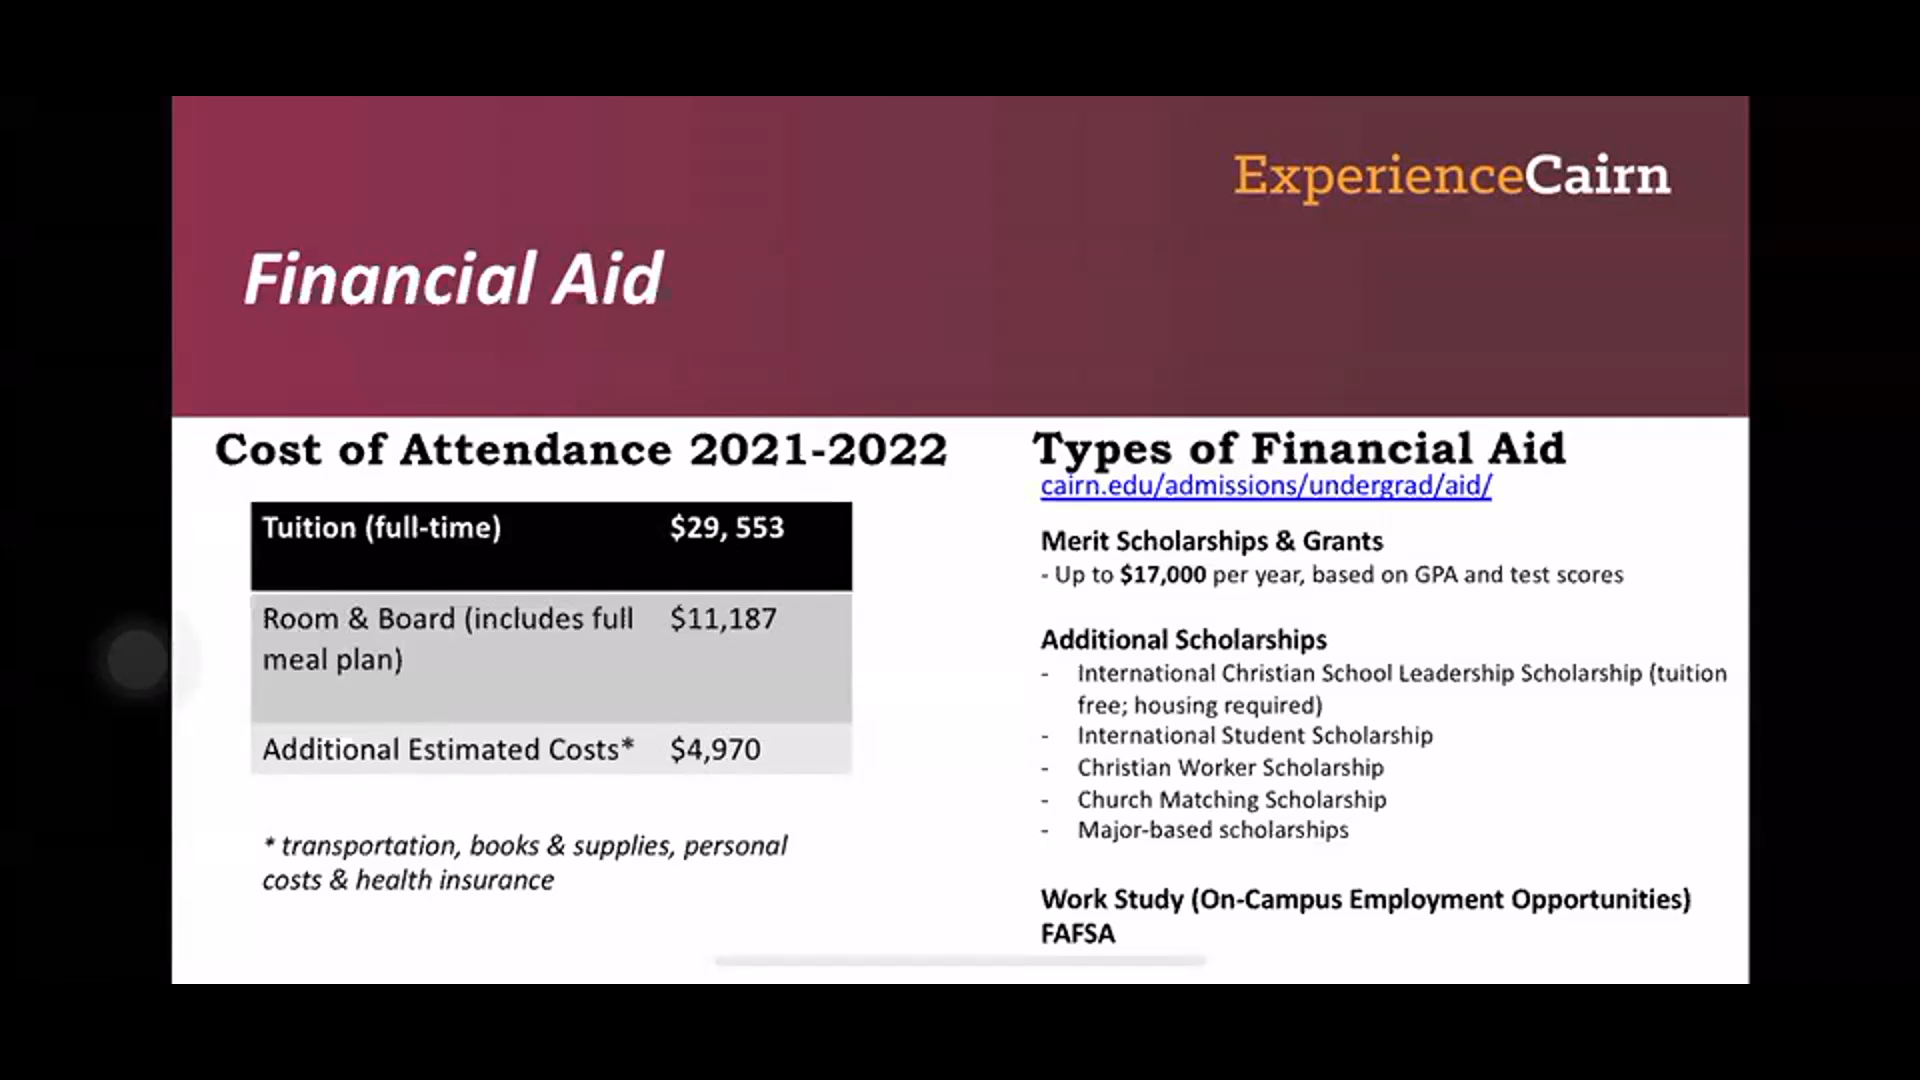 ExperienceCairn
Financial Aid
Cost of Attendance 2021-2022
Tuition (full-time) $29, 553
Room & Board (includes full $11,187
meal plan)
Additional Estimated Costs* $4,970
* transportation, books & supplies, personal
costs & health insurance
Types of Financial Aid
cairn.edu/admissions/undergrad/aid/
Merit Scholarships & Grants
- Up to $17,000 per year, based on GPA and test scores
Additional Scholarships
- International Christian School Leadership Scholarship (tuition
free; housing required)
- International Student Scholarship
- Christian Worker Scholarship
- Church Matching Scholarship
- Major-based scholarships
Work Study (On-Campus Employment Opportunities)
FAFSA